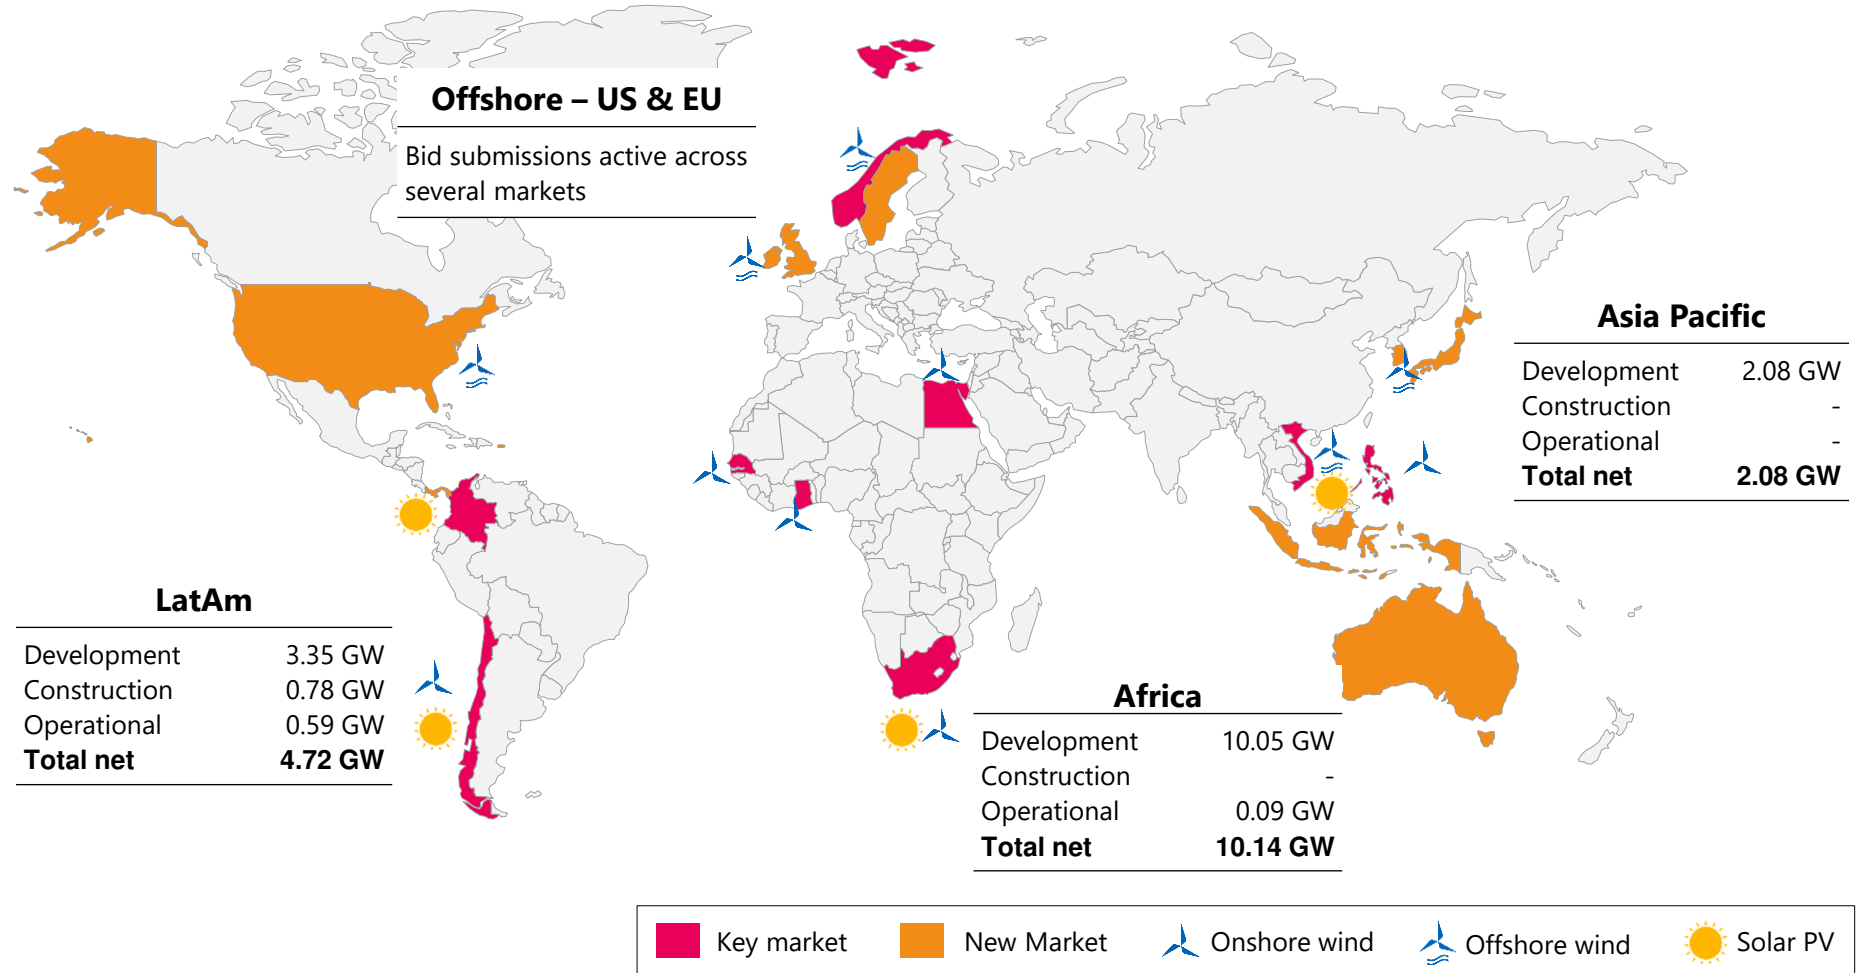 Offshore – US & EU
Bid submissions active across
several markets
Asia Pacific
Development 2.08 GW
Construction -
Operational -
Total net 2.08 GW
LatAm
Development 3.35 GW
Construction 0.78 GW
Operational 0.59 GW
Total net 4.72 GW
Africa
Development 10.05 GW
Construction -
Operational 0.09 GW
Total net 10.14 GW
Key market New Market Onshore wind Offshore wind Solar PV